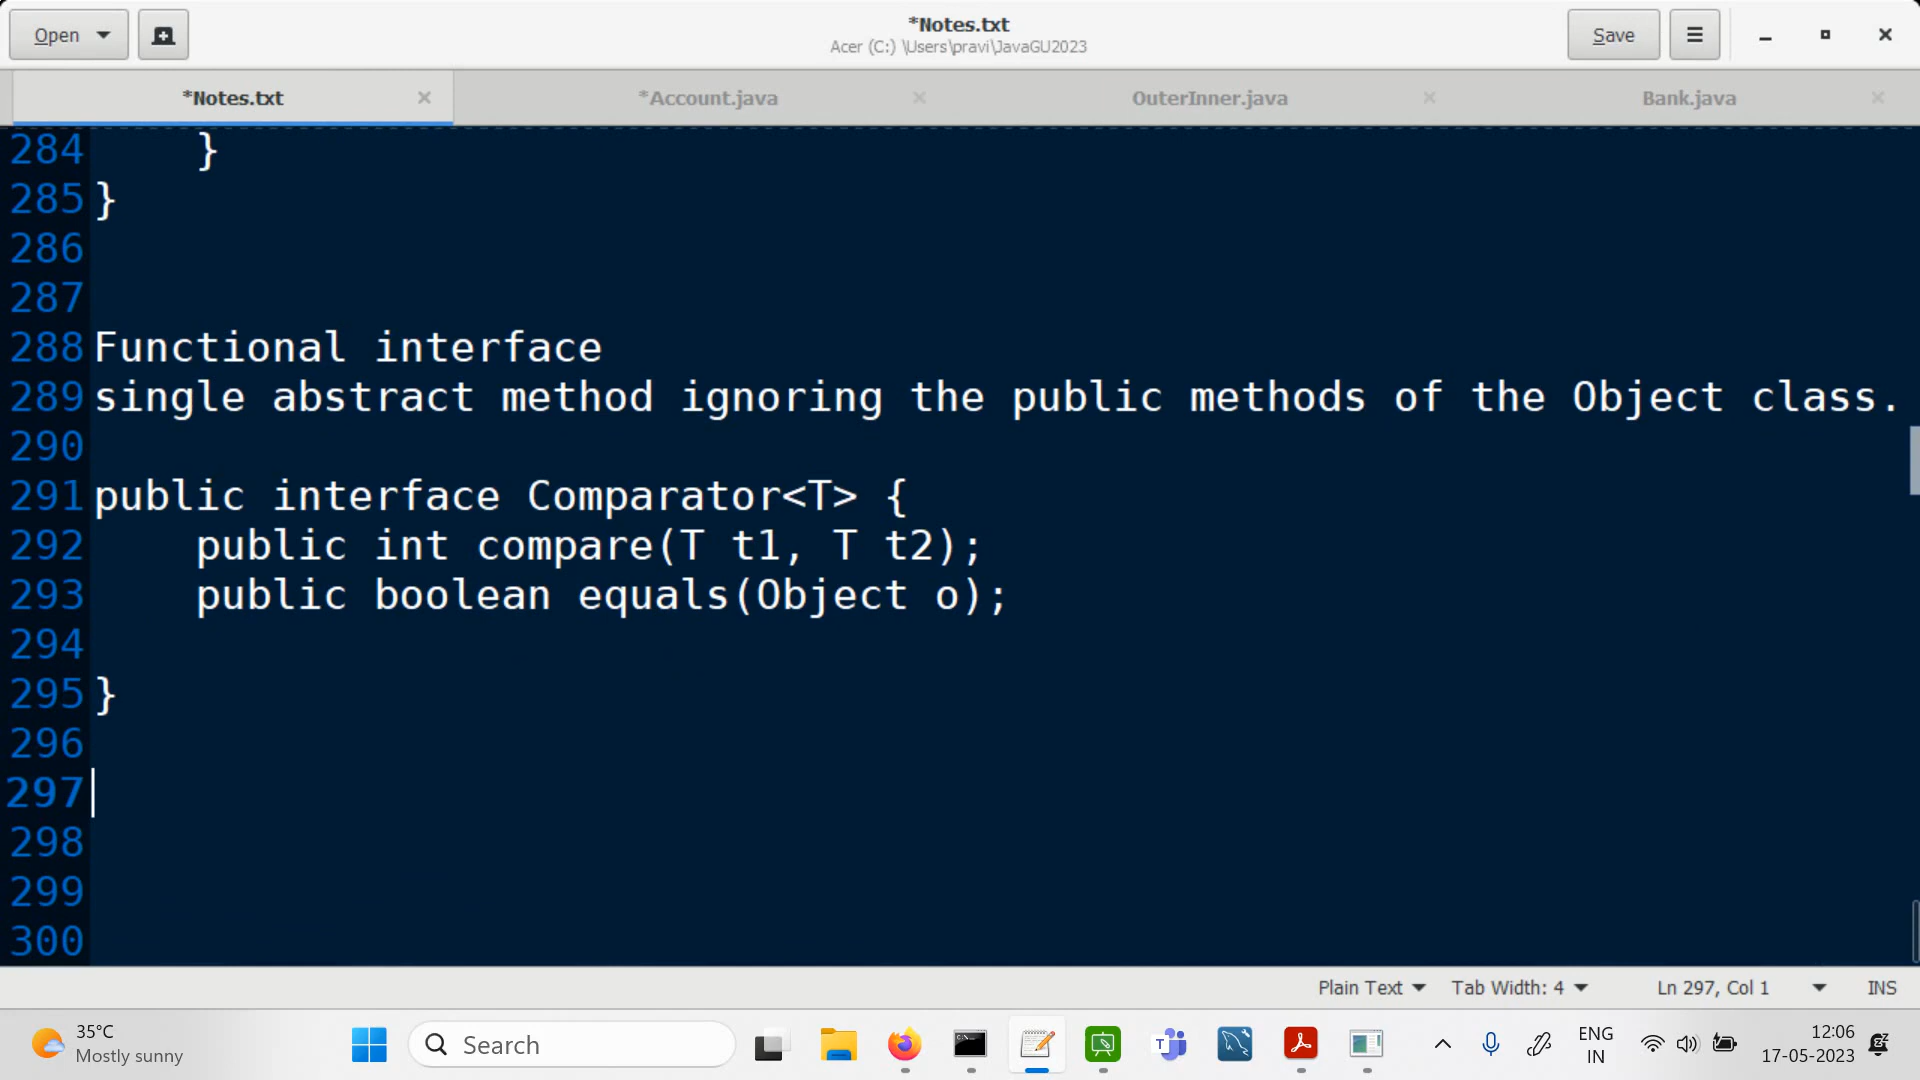 Open
*Notes.txt
Acer (C:) \Users\pravi\JavaGU2023
Save
*Notes.txt
*Account.java
OuterInner.java
Bank.java
284 }
285 }
286
287
288 Functional interface
289 single abstract method ignoring the public methods of the Object class.
290
291 public interface Comparator<T> {
292 public int compare(T t1, T t2);
293 public boolean equals(Object o);
294
295 }
296
297
298
299
300
Plain Text
Tab Width: 4
Ln 297, Col 1
INS
35°C
Mostly sunny
Search
ENG
IN
12:06
17-05-2023